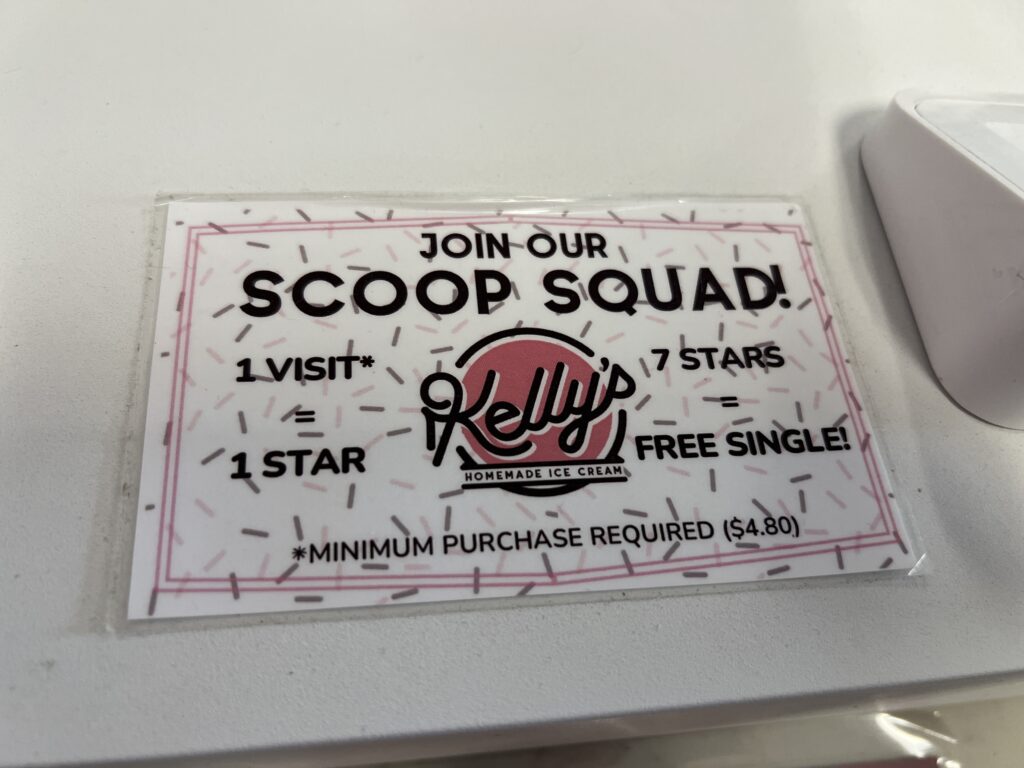 JOIN OUR
SCOOP SQUAD!
1 VISIT*
=
1 STAR
Kelly's
HOMEMADE ICE CREAM
7 STARS
=
FREE SINGLE!
*MINIMUM PURCHASE REQUIRED ($4.80)